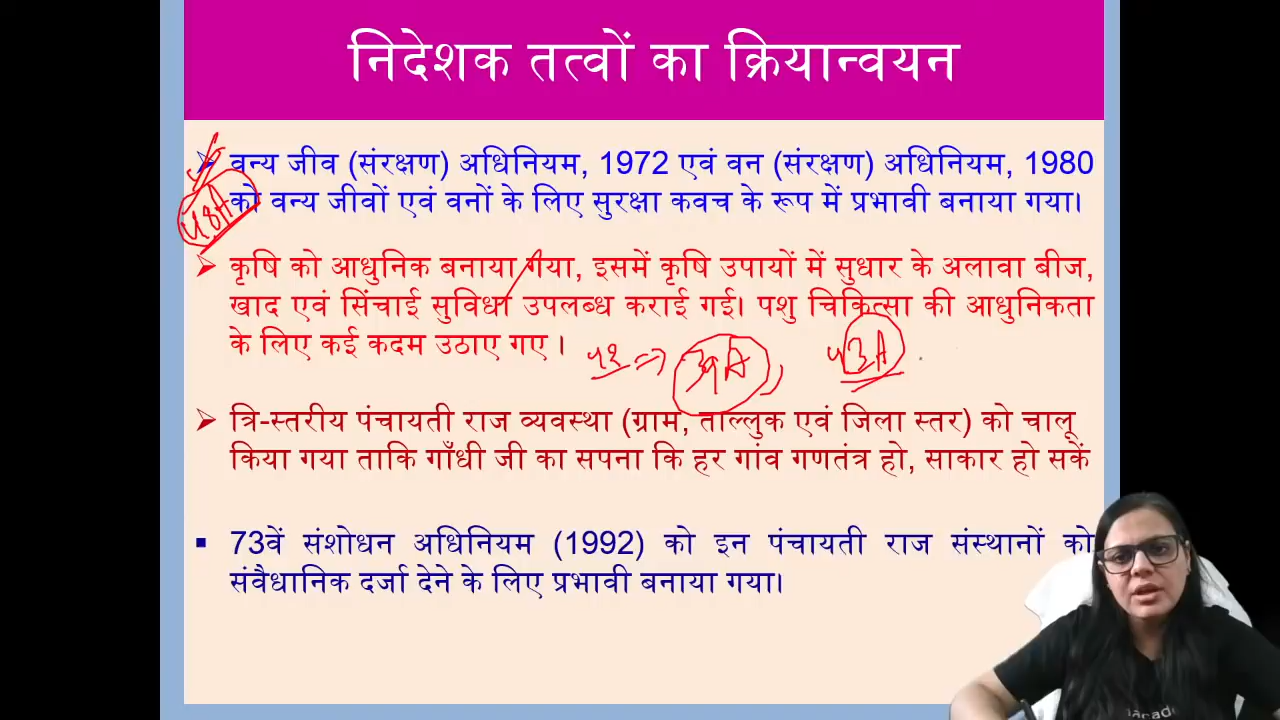 निदेशक तत्वों का क्रियान्वयन
वन्य जीव (संरक्षण) अधिनियम, 1972 एवं वन (संरक्षण) अधिनियम, 1980
को वन्य जीवों एवं वनों के लिए सुरक्षा कवच के रूप में प्रभावी बनाया गया।
48A
कृषि को आधुनिक बनाया गया, इसमें कृषि उपायों में सुधार के अलावा बीज,
खाद एवं सिंचाई सुविधा उपलब्ध कराई गई। पशु चिकित्सा की आधुनिकता
के लिए कई कदम उठाए गए ।
39A
43A
त्रि-स्तरीय पंचायती राज व्यवस्था (ग्राम, ताल्लुक एवं जिला स्तर) को चालू
किया गया ताकि गाँधी जी का सपना कि हर गांव गणतंत्र हो, साकार हो सकें
73वें संशोधन अधिनियम (1992) को इन पंचायती राज संस्थानों को
संवैधानिक दर्जा देने के लिए प्रभावी बनाया गया।